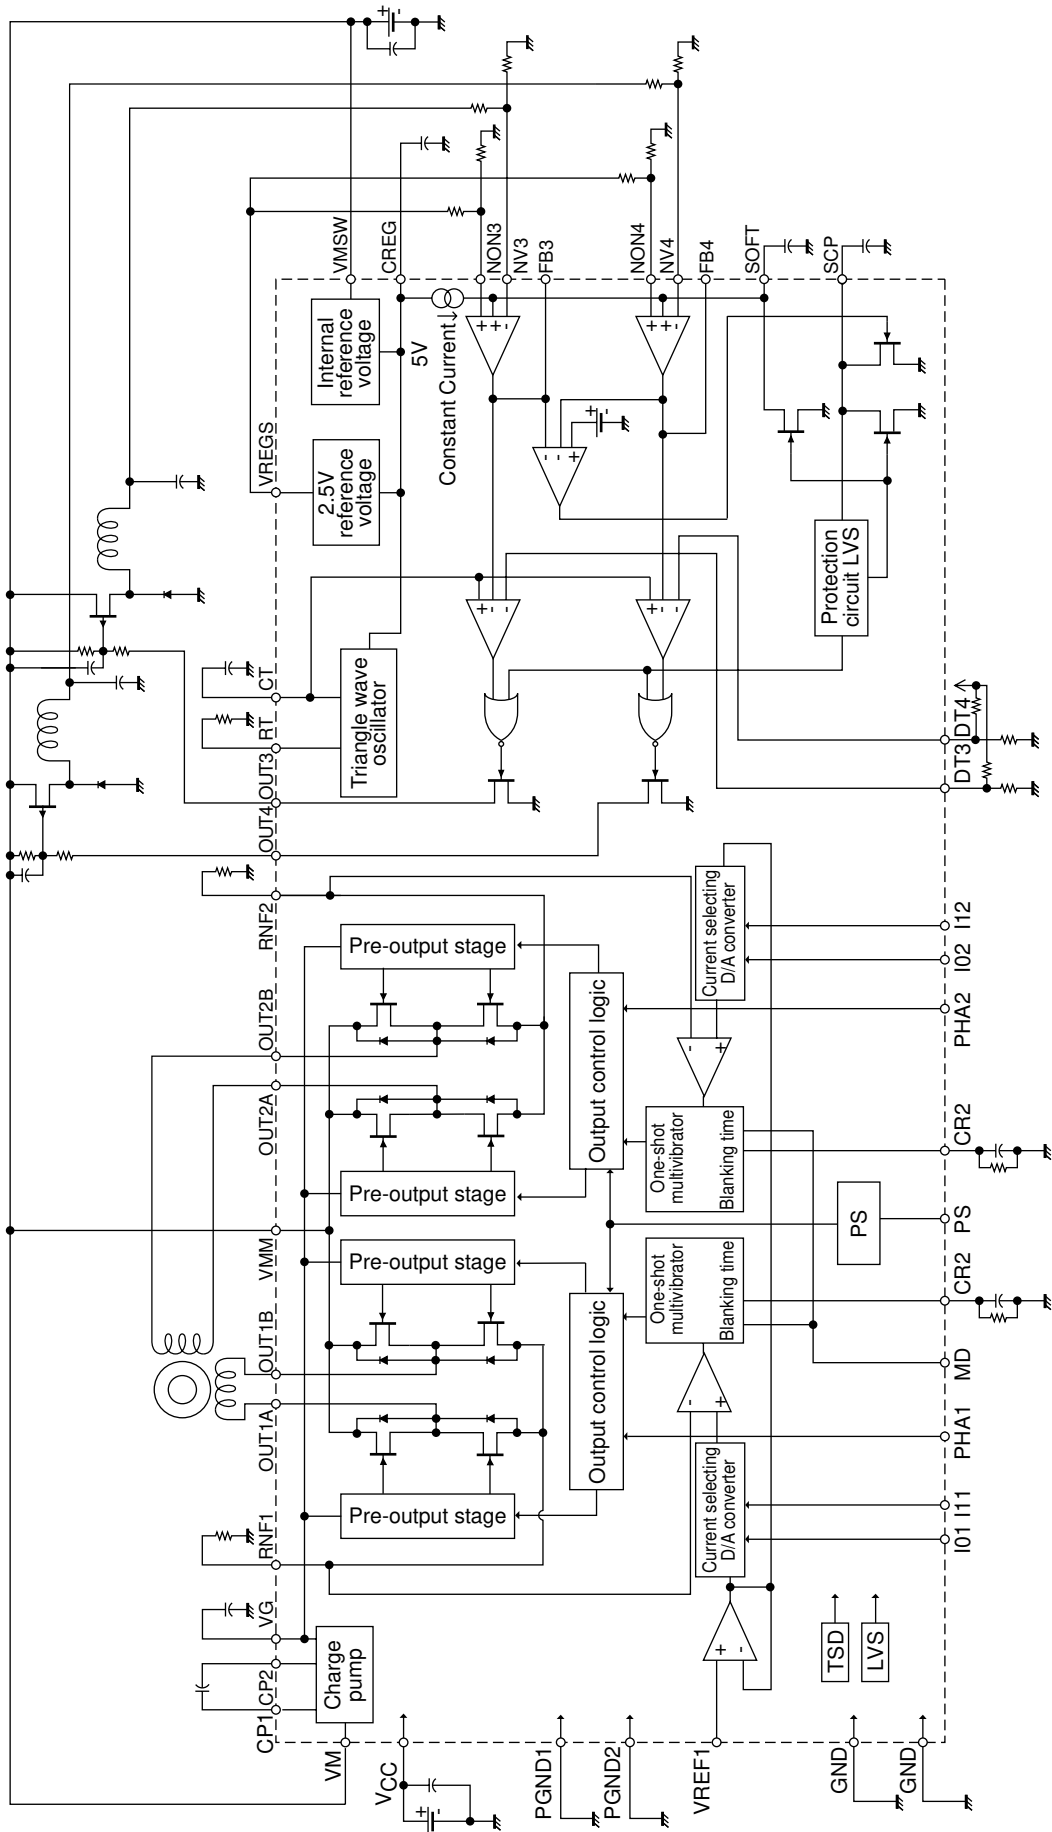 VMSW
CREG
NON3
NV3
FB3
NON4
NV4
FB4
SOFT
SCP
Internal
reference
voltage
5V
Constant Current
VREGS
2.5V
reference
voltage
Protection
circuit LVS
CT
RT
OUT3
OUT4
Triangle wave
oscillator
DT4
DT3
RNF2
OUT2B
OUT2A
VMM
OUT1B
OUT1A
RNF1
VG
CP2
CP1
VM
Pre-output stage
Pre-output stage
Pre-output stage
Pre-output stage
Output control logic
Output control logic
Current selecting
D/A converter
One-shot
multivibrator
Blanking time
One-shot
multivibrator
Blanking time
Current selecting
D/A converter
PS
I12
I02
PHA2
CR2
PS
CR2
MD
PHA1
I11
I01
Charge
pump
TSD
LVS
VCC
PGND1
PGND2
VREF1
GND
GND
+
-
+
-
+
+
-
+
+
-
-
-
+
+
-
-
+
-
-
-
+
-
+
+
-
+
-